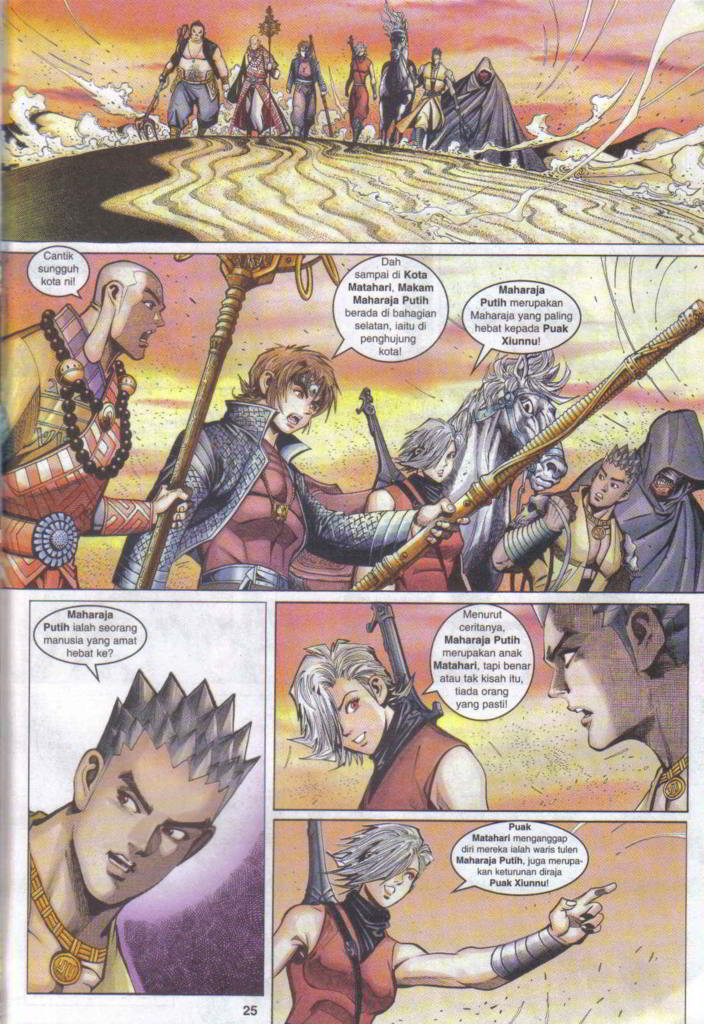 Cantik
sungguh
kota ni!
Dah
sampai di Kota
Matahari, Makam
Maharaja Putih
berada di bahagian
selatan, iaitu di
penghujung
kota!
Maharaja
Putih merupakan
Maharaja yang paling
hebat kepada Puak
Xiunnu!
Maharaja
Putih ialah seorang
manusia yang amat
hebat ke?
Menurut
ceritanya,
Maharaja Putih
merupakan anak
Matahari, tapi benar
atau tak kisah itu,
tiada orang
yang pasti!
Puak
Matahari menganggap
diri mereka ialah waris tulen
Maharaja Putih, juga merupa-
kan keturunan diraja
Puak Xiunnu!
25